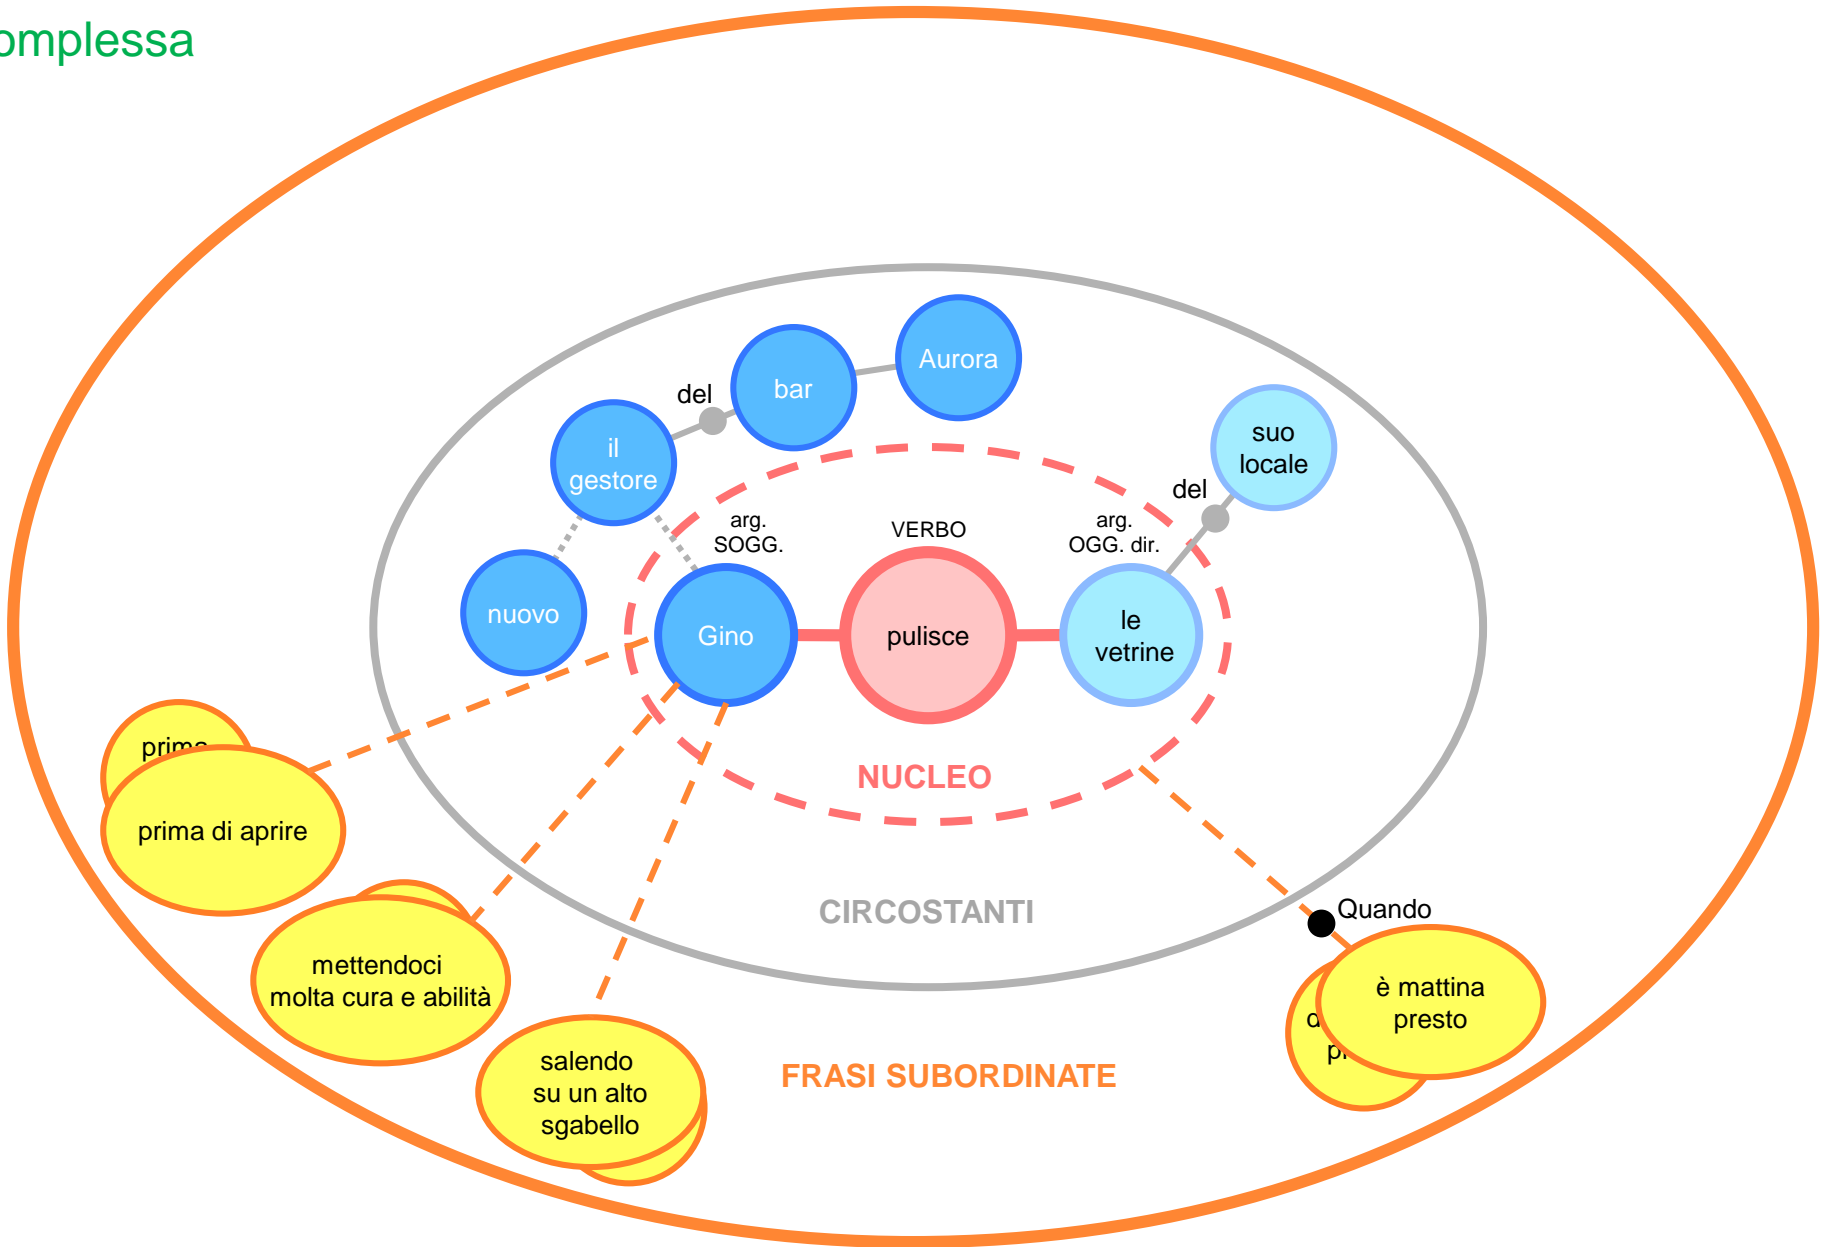 omplessa
Aurora
bar
del
il
gestore
suo
locale
del
arg.
SOGG.
VERBO
arg.
OGG. dir.
nuovo
Gino
pulisce
le
vetrine
prima
prima di aprire
NUCLEO
CIRCOSTANTI
Quando
mettendoci
molta cura e abilità
è mattina
presto
salendo
su un alto
sgabello
FRASI SUBORDINATE